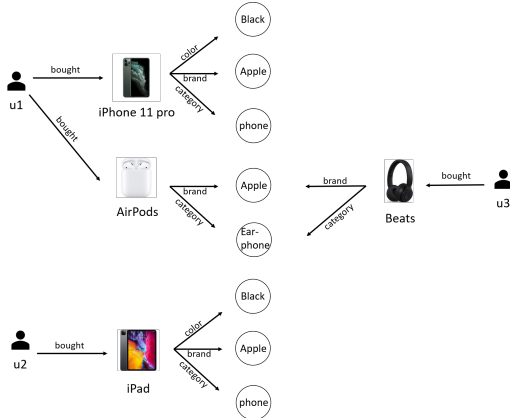 Black
color
bought
brand
Apple
u1
iPhone 11 pro
category
phone
bought
AirPods
brand
category
Apple
Ear-
phone
brand
category
Beats
bought
u3
Black
color
u2
bought
iPad
brand
Apple
category
phone